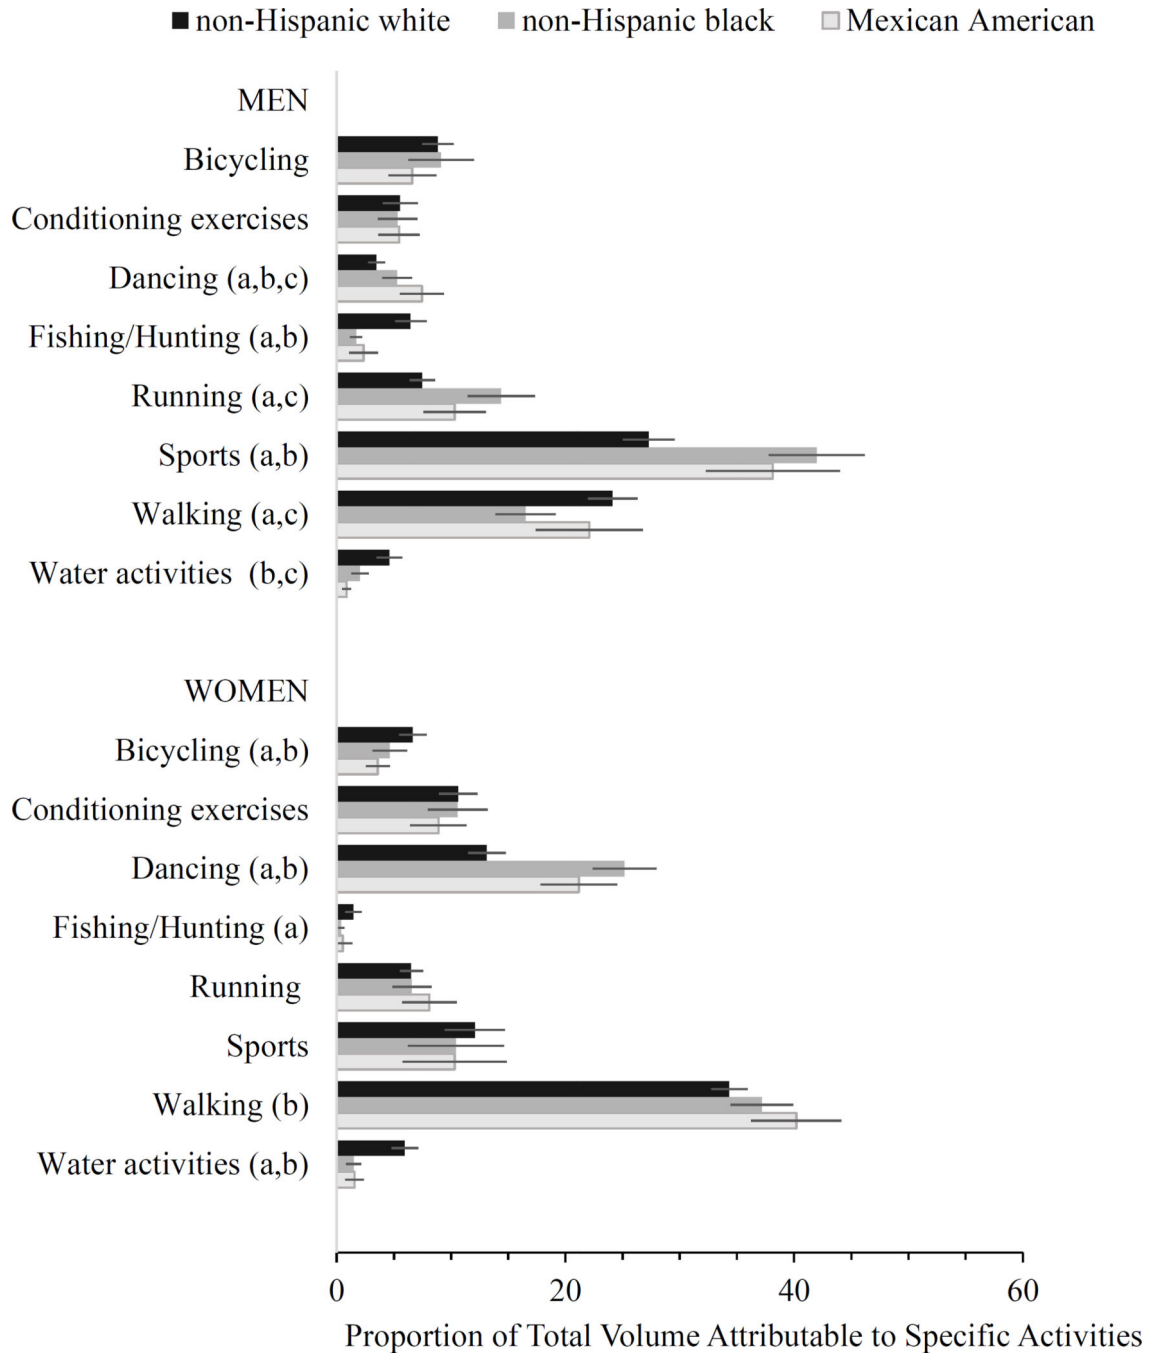 non-Hispanic white non-Hispanic black Mexican American
MEN
Bicycling
Conditioning exercises
Dancing (a,b,c)
Fishing/Hunting (a,b)
Running (a,c)
Sports (a,b)
Walking (a,c)
Water activities (b,c)
WOMEN
Bicycling (a,b)
Conditioning exercises
Dancing (a,b)
Fishing/Hunting (a)
Running
Sports
Walking (b)
Water activities (a,b)
0 20 40 60
Proportion of Total Volume Attributable to Specific Activities